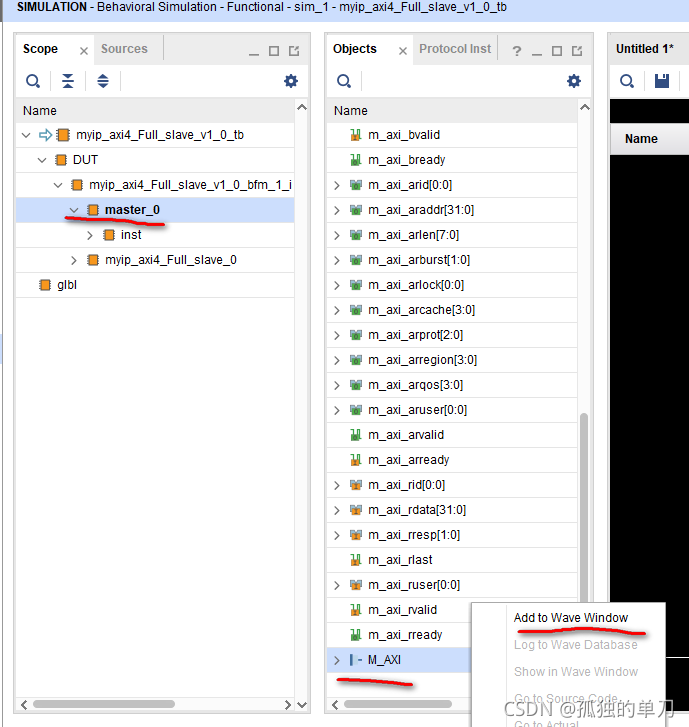 SIMULATION - Behavioral Simulation - Functional - sim_1 - myip_axi4_Full_slave_v1_0_tb
Scope
Sources
Name
myip_axi4_Full_slave_v1_0_tb
DUT
myip_axi4_Full_slave_v1_0_bfm_1_i
master_0
inst
myip_axi4_Full_slave_0
glbl
Objects
Protocol Inst
Name
m_axi_bvalid
m_axi_bready
m_axi_arid[0:0]
m_axi_araddr[31:0]
m_axi_arlen[7:0]
m_axi_arburst[1:0]
m_axi_arlock[0:0]
m_axi_arcache[3:0]
m_axi_arprot[2:0]
m_axi_arregion[3:0]
m_axi_arqos[3:0]
m_axi_aruser[0:0]
m_axi_arvalid
m_axi_arready
m_axi_rid[0:0]
m_axi_rdata[31:0]
m_axi_rresp[1:0]
m_axi_rlast
m_axi_ruser[0:0]
m_axi_rvalid
m_axi_rready
M_AXI
Untitled 1*
Name
Add to Wave Window
Log to Wave Database
Show in Wave Window
Go to Source Code
Go to Actual
CSDN @孤独的单刀